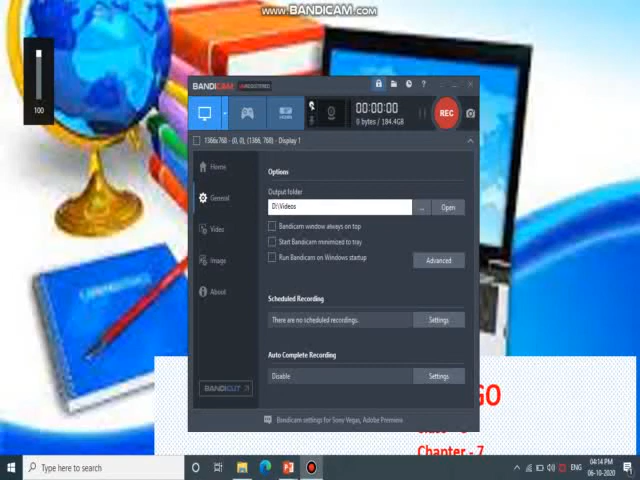 www.BANDICAM.com
100
BANDICAM UNREGISTERED
00:00:00
0 bytes / 184.4GB
REC
1366x768 - (0, 0), (1366, 768) - Display 1
Home
General
Video
Image
About
BANDICUT
Options
Output folder
D:\Videos
... Open
Bandicam window always on top
Start Bandicam minimized to tray
Run Bandicam on Windows startup
Advanced
Scheduled Recording
There are no scheduled recordings. Settings
Auto Complete Recording
Disable Settings
Bandicam settings for Sony Vegas, Adobe Premiere
GO
Chapter - 7
Type here to search
ENG
04:14 PM
06-10-2020